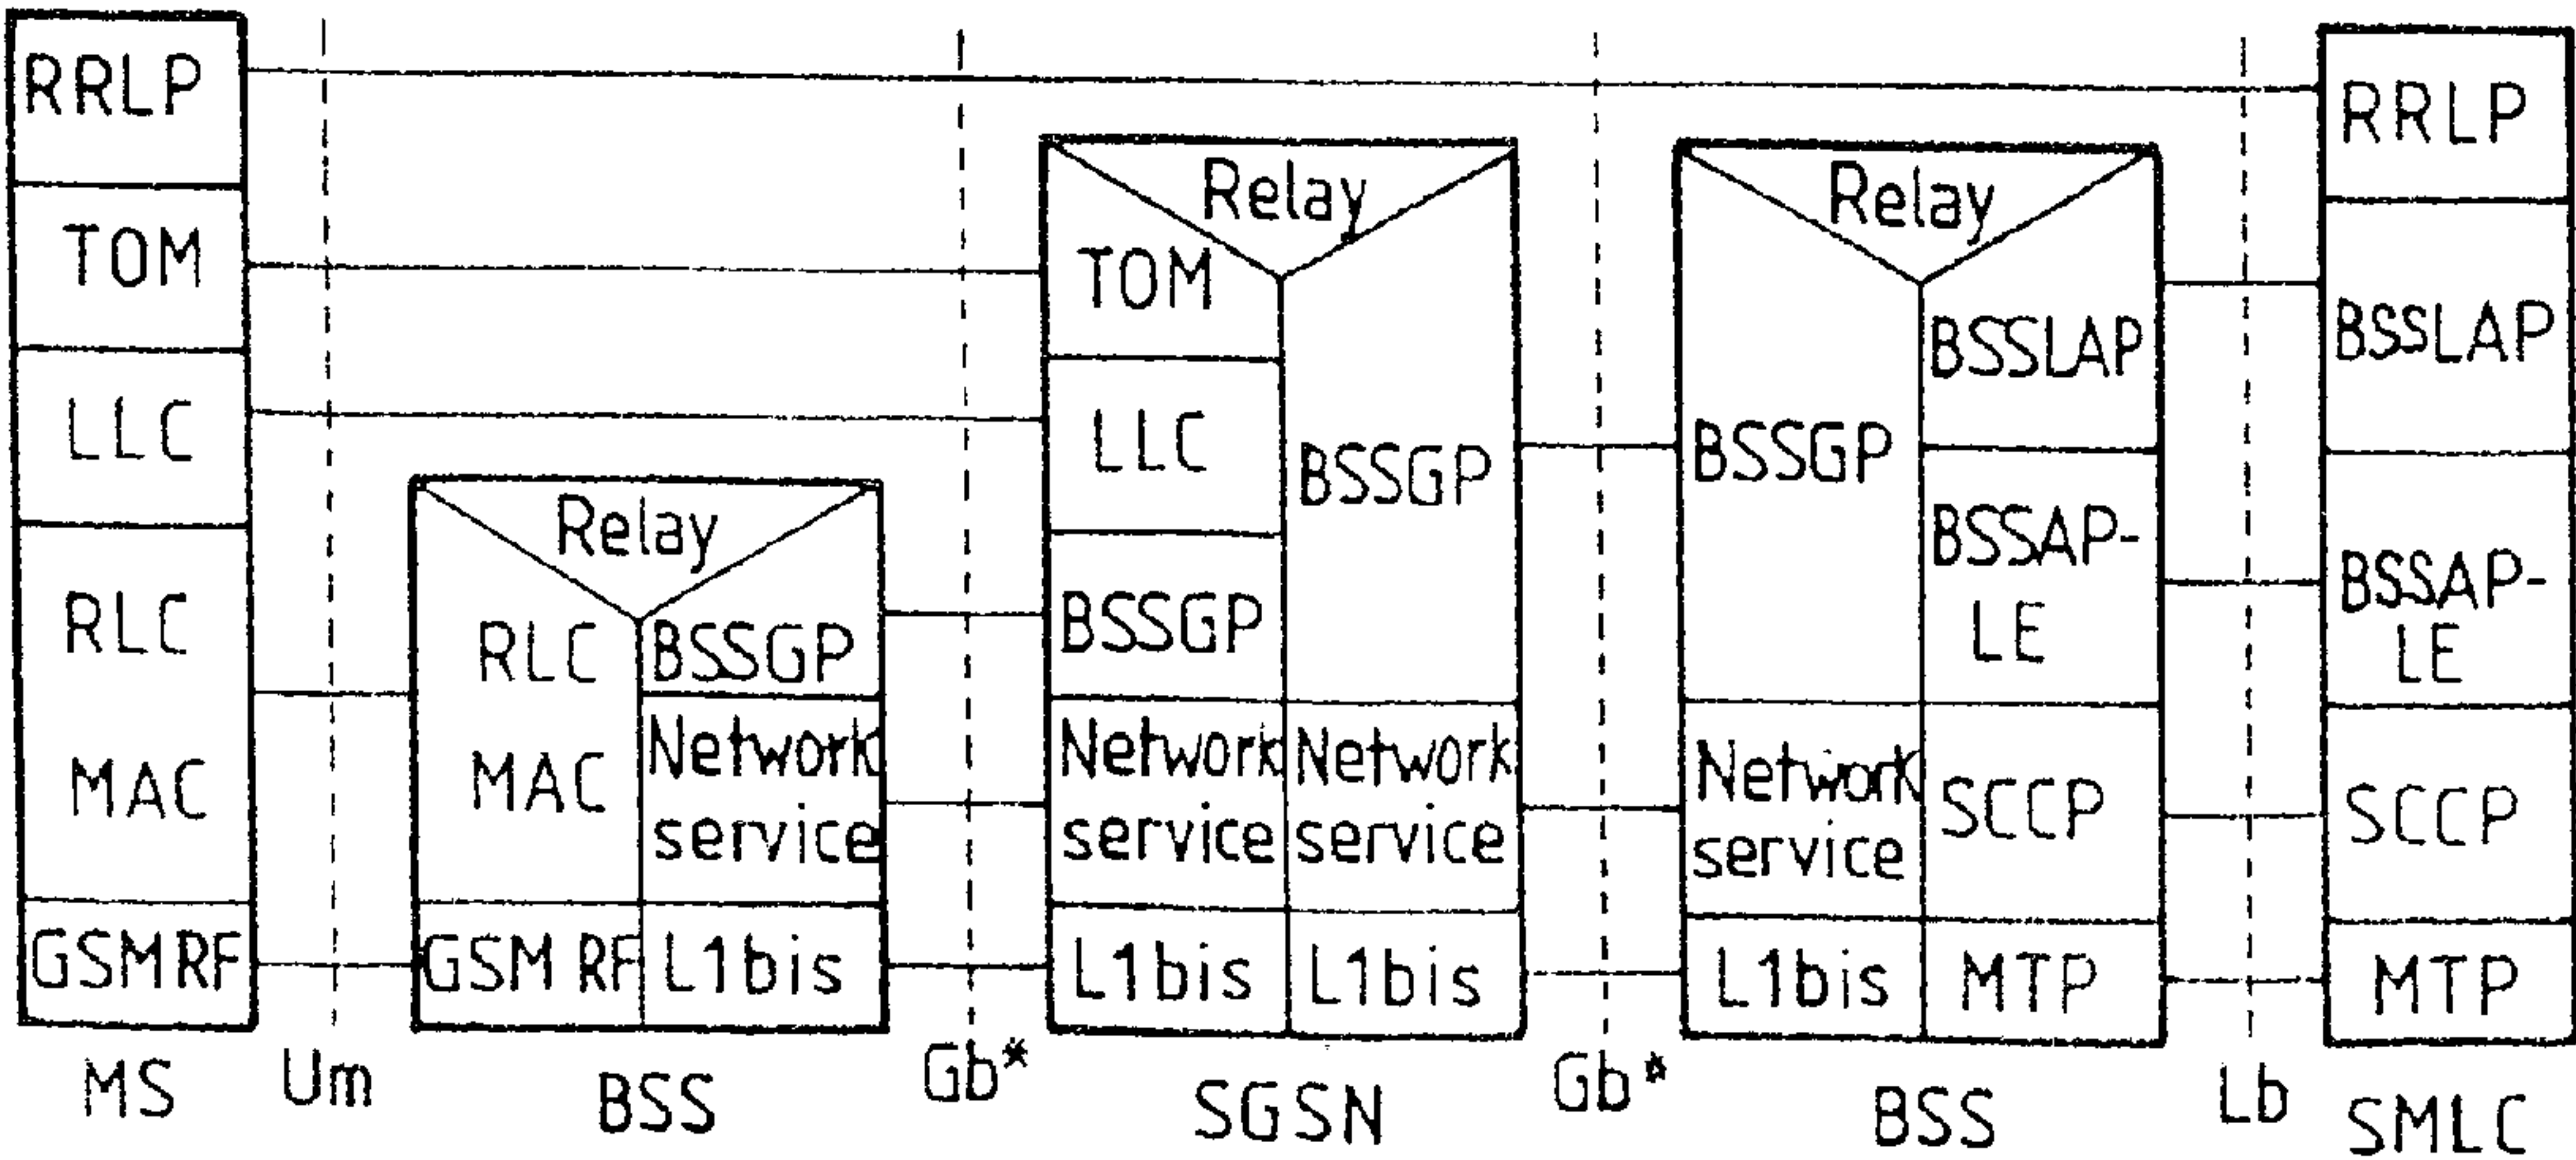 RRLP
TOM
LLC
RLC
MAC
GSM RF
MS
Um
Relay
RLC
MAC
GSM RF
BSSGP
Network
service
L1bis
BSS
Gb*
Relay
TOM
LLC
BSSGP
Network
service
L1bis
BSSGP
Network
service
L1bis
SGSN
Gb*
Relay
BSSGP
Network
service
L1bis
BSSLAP
BSSAP-
LE
SCCP
MTP
BSS
Lb
RRLP
BSSLAP
BSSAP-
LE
SCCP
MTP
SMLC